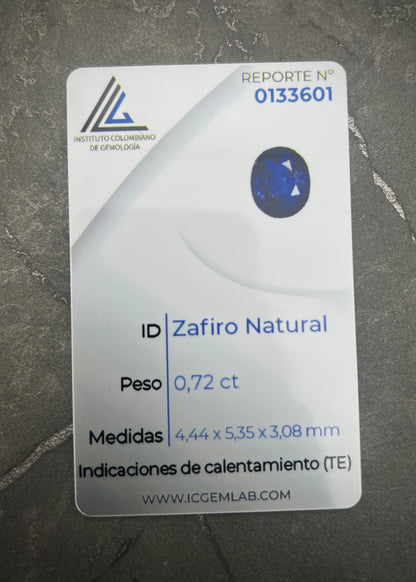 REPORTE N°
0133601
INSTITUTO COLOMBIANO
DE GEMOLOGÍA
ID Zafiro Natural
Peso 0,72 ct
Medidas 4,44 x 5,35 x 3,08 mm
Indicaciones de calentamiento (TE)
WWW.ICGEMLAB.COM